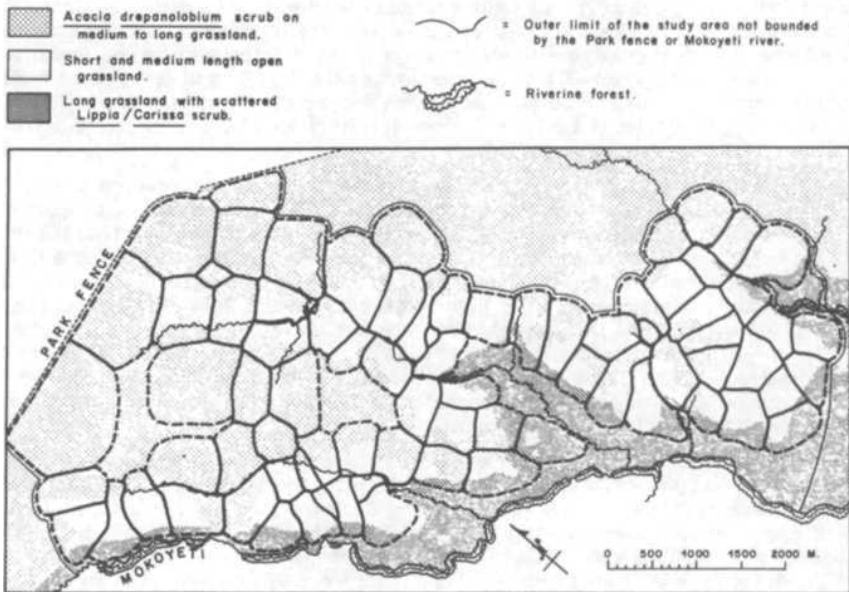 Acacia drepanolobium scrub on
medium to long grassland.
Short and medium length open
grassland.
Long grassland with scattered
Lippia/Carissa scrub.
= Outer limit of the study area not bounded
by the Park fence or Mokoyeti river.
= Riverine forest.
PARK FENCE
MOKOYETI
0 500 1000 1500 2000 M.